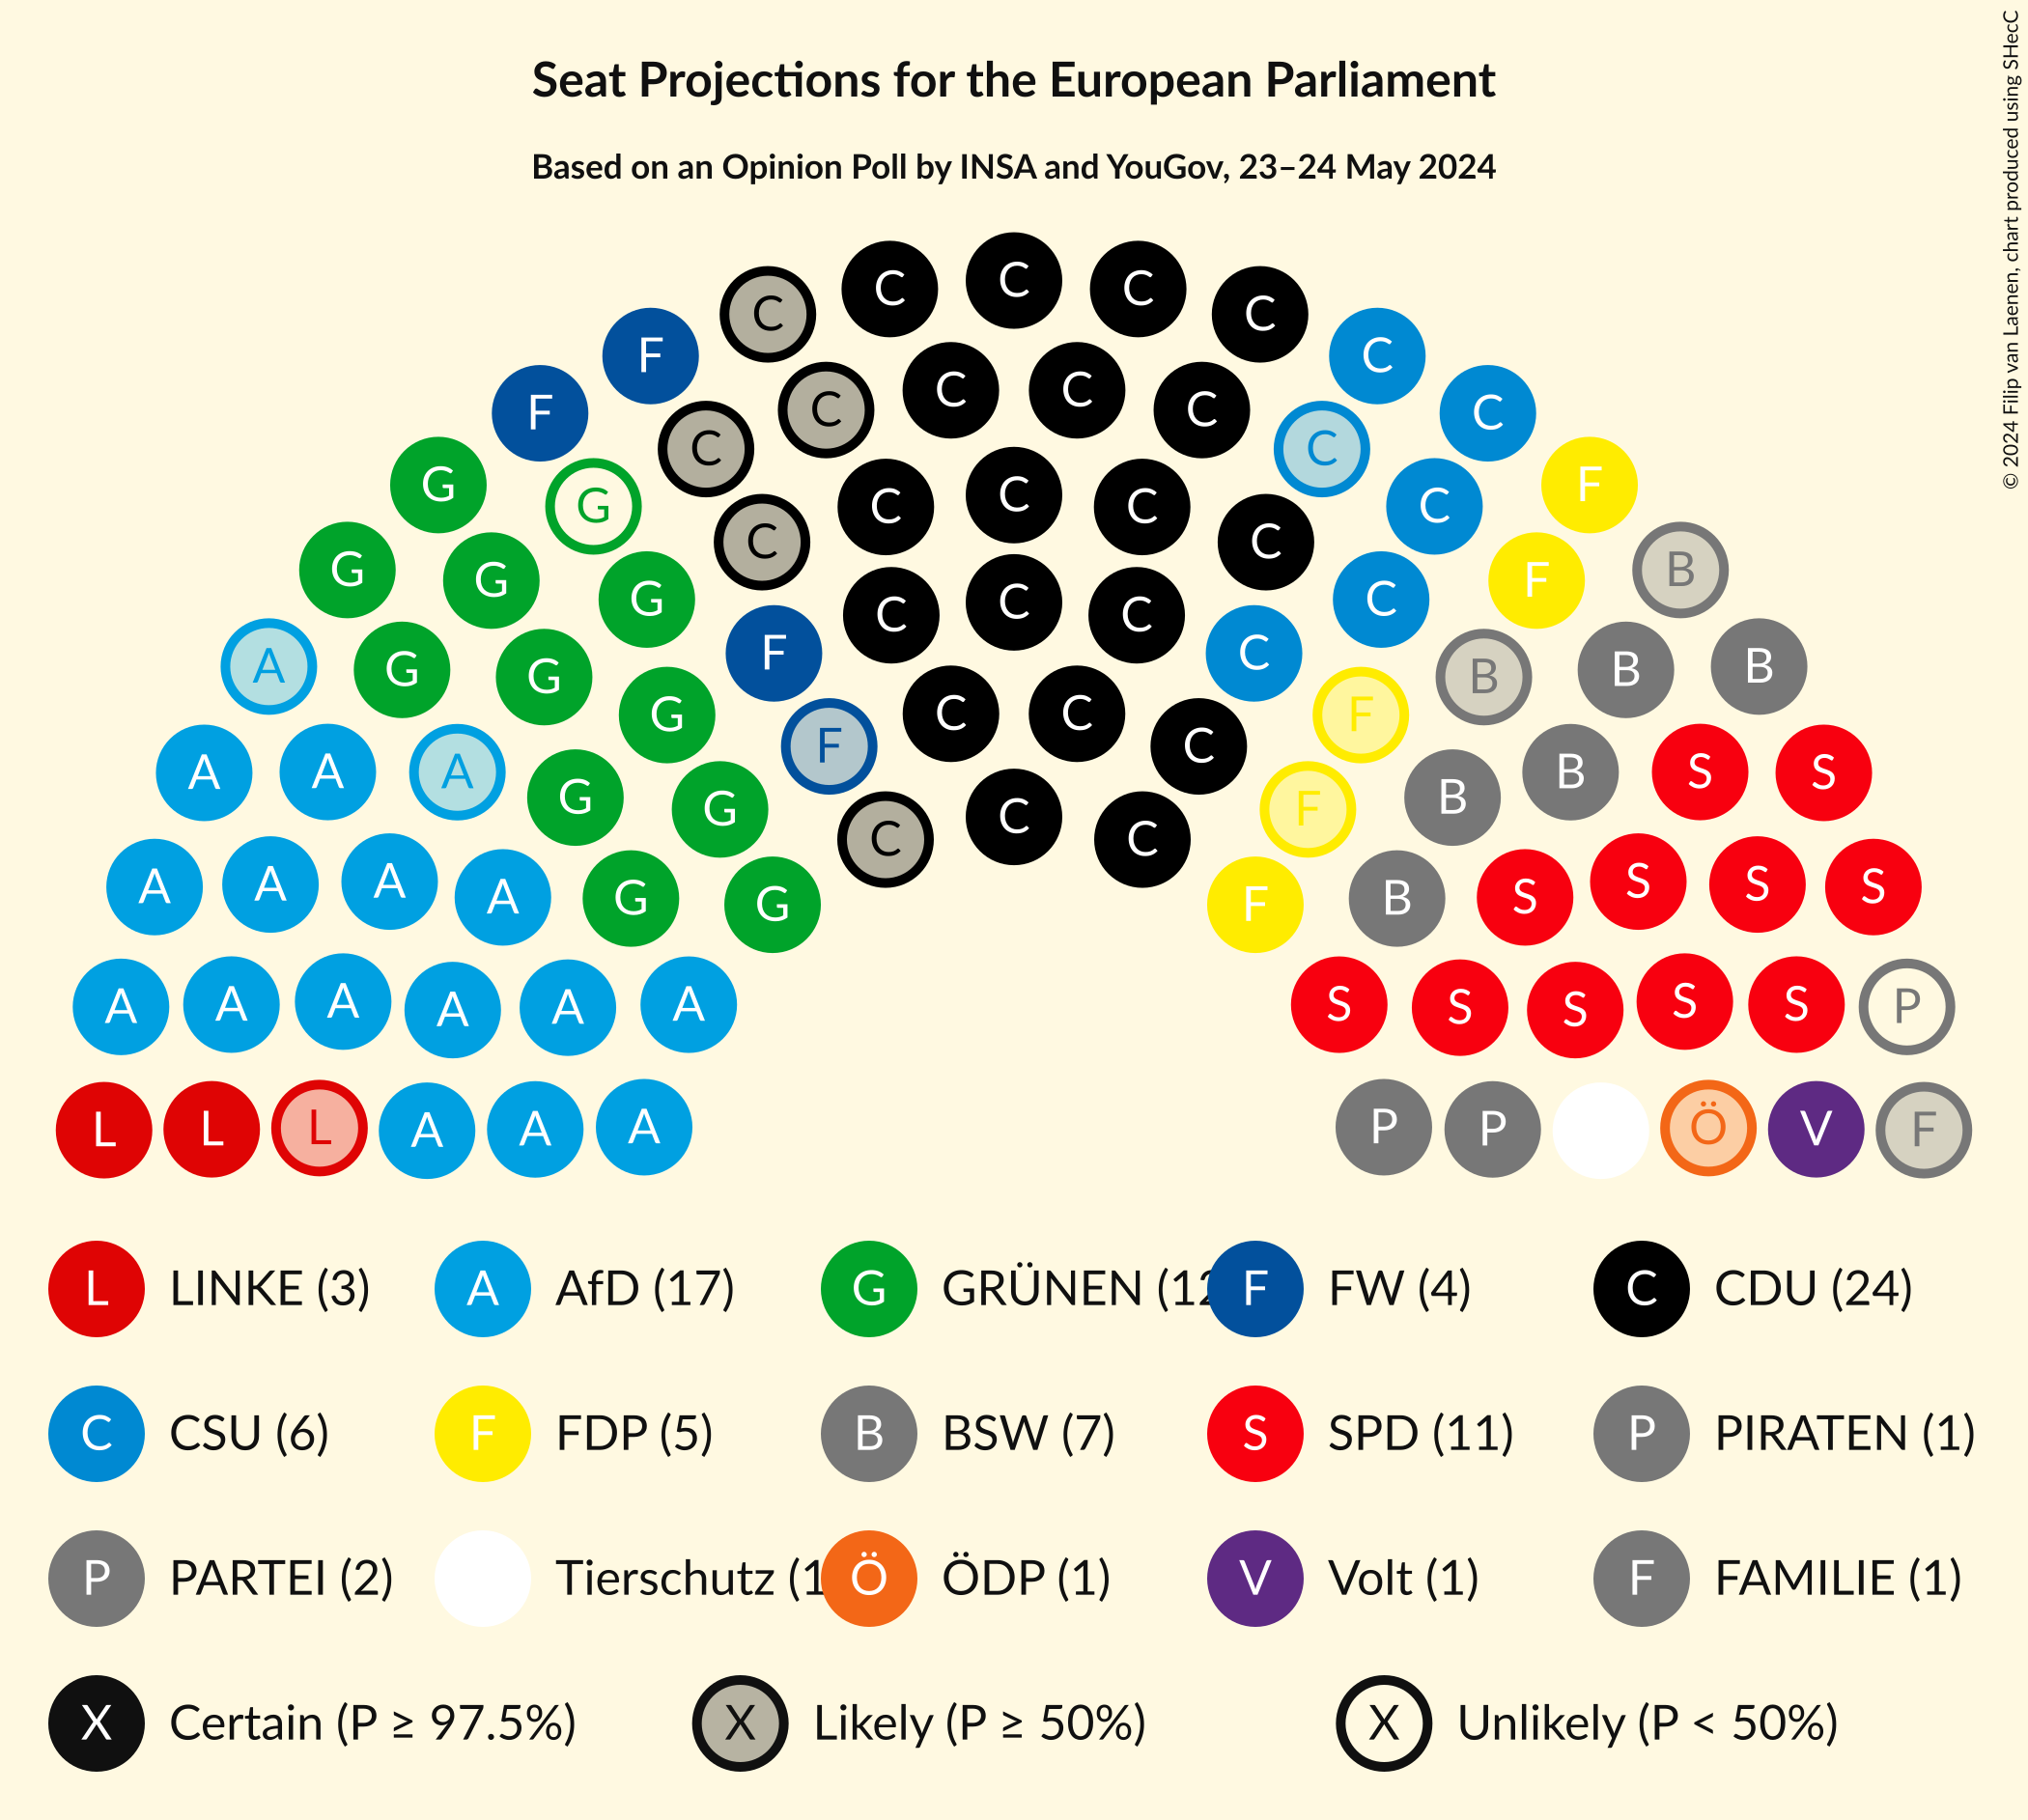 Seat Projections for the European Parliament
Based on an Opinion Poll by INSA and YouGov, 23–24 May 2024
© 2024 Filip van Laenen, chart produced using SHecC
C
C C
C C
F C
C C
F C C C
C C
G C F
G C C C
C C
G B
G F
G C C
C C
F C
A G G B B B
G C C F
F C
A A A B S S
G G C F B
C C
A A A A G G F B S S S S
A A A A A A S S S S S P
L L L A A A P P Ö V F
L LINKE (3) A AfD (17) G GRÜNEN (12 F FW (4) C CDU (24)
C CSU (6) F FDP (5) B BSW (7) S SPD (11) P PIRATEN (1)
P PARTEI (2) Tierschutz (1 Ö ÖDP (1) V Volt (1) F FAMILIE (1)
X Certain (P ≥ 97.5%) X Likely (P ≥ 50%) X Unlikely (P < 50%)